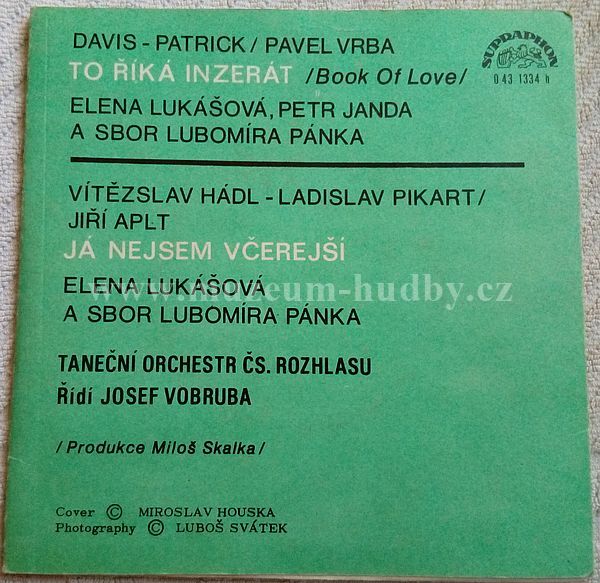 DAVIS - PATRICK / PAVEL VRBA
TO ŘÍKÁ INZERÁT /Book Of Love/
SUPRAPHON
0 43 1334 h
ELENA LUKÁŠOVÁ, PETR JANDA
A SBOR LUBOMÍRA PÁNKA
VÍTĚZSLAV HÁDL - LADISLAV PIKART /
JIŘÍ APLT
JÁ NEJSEM VČEREJŠÍ
ELENA LUKÁŠOVÁ
www.muzeum-hudby.cz
A SBOR LUBOMÍRA PÁNKA
TANEČNÍ ORCHESTR ČS. ROZHLASU
Řídí JOSEF VOBRUBA
/Produkce Miloš Skalka/
Cover © MIROSLAV HOUSKA
Photography © LUBOŠ SVÁTEK